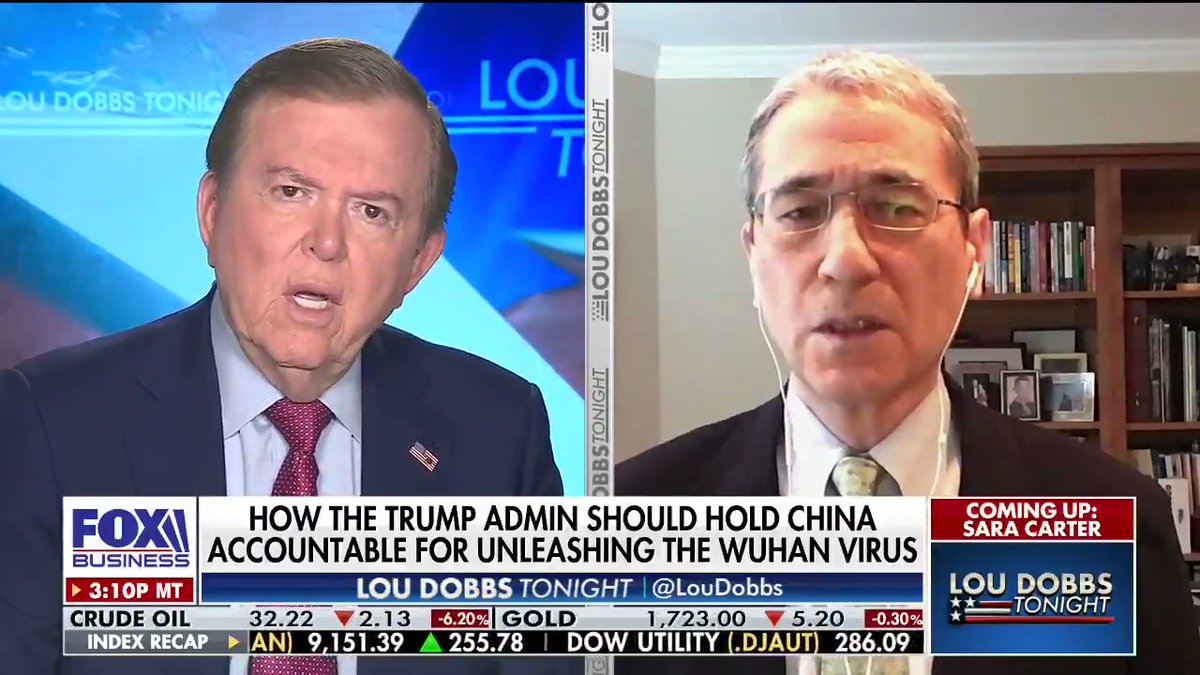 LOU DOBBS TONIGHT
LOU
T
LOU DOBBS TONIGHT
LOU DOBBS TONIGHT
HOW THE TRUMP ADMIN SHOULD HOLD CHINA
ACCOUNTABLE FOR UNLEASHING THE WUHAN VIRUS
FOX
BUSINESS
3:10P MT
LOU DOBBS TONIGHT @LouDobbs
COMING UP:
SARA CARTER
LOU DOBBS
TONIGHT
CRUDE OIL 32.22 2.13 -6.20% GOLD 1,723.00 5.20 -0.30%
INDEX RECAP AN) 9,151.39 255.78 DOW UTILITY (.DJAUT) 286.09